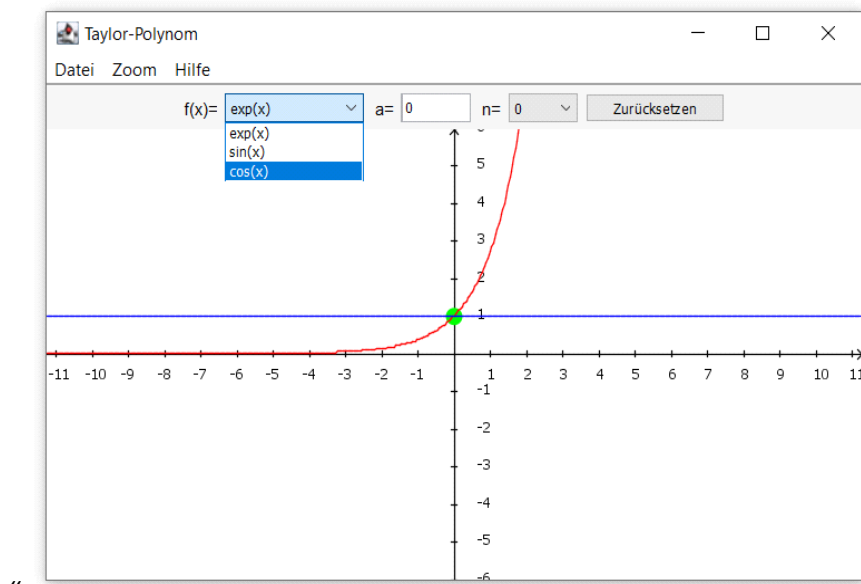 Taylor-Polynom
Datei Zoom Hilfe
f(x)= exp(x) a= 0 n= 0 Zurücksetzen
exp(x)
sin(x)
cos(x)
6
5
4
3
2
1
-11 -10 -9 -8 -7 -6 -5 -4 -3 -2 -1 1 2 3 4 5 6 7 8 9 10 11
-1
-2
-3
-4
-5
-6
"